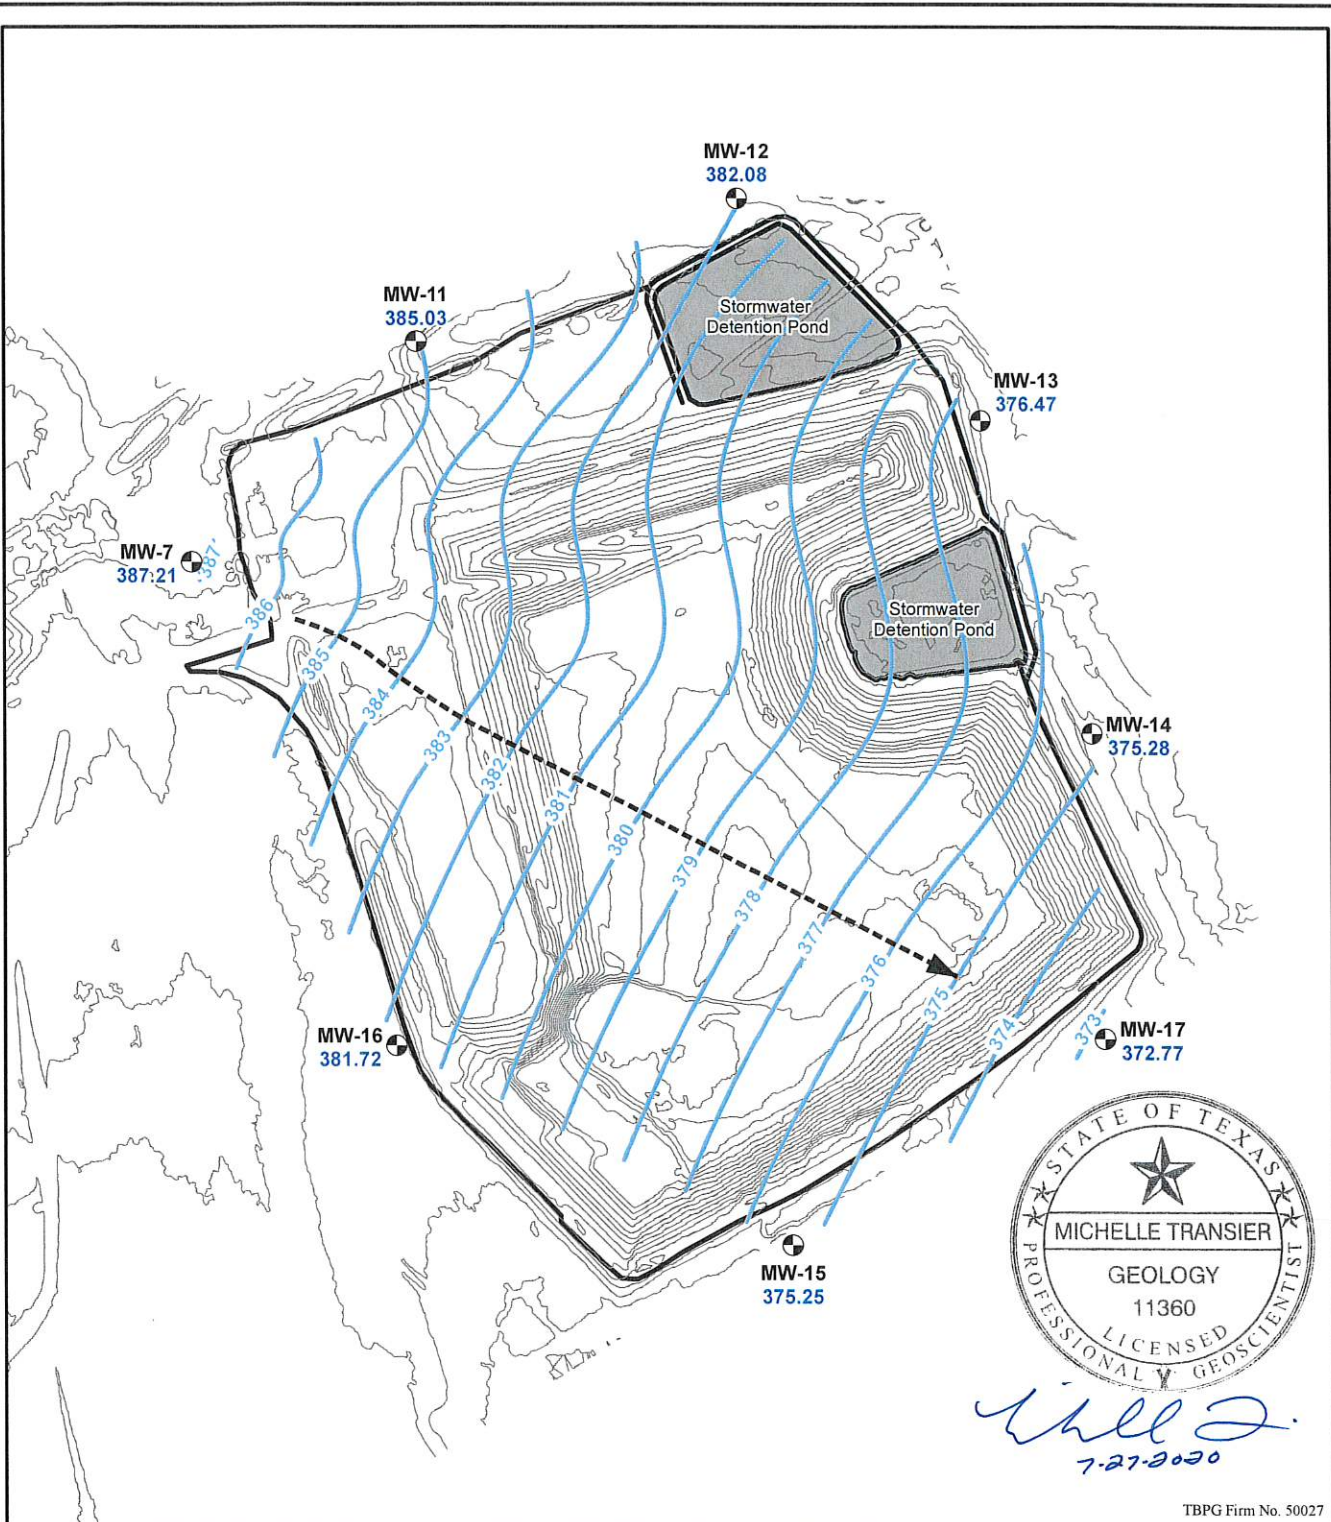 MW-12
382.08
MW-11
385.03
Stormwater
Detention Pond
MW-13
376.47
MW-7
387.21
387
386
385
384
383
382
381
380
379
378
377
376
375
374
373
Stormwater
Detention Pond
MW-14
375.28
MW-16
381.72
MW-17
372.77
MW-15
375.25
STATE OF TEXAS
MICHELLE TRANSIER
GEOLOGY
11360
LICENSED
PROFESSIONAL GEOSCIENTIST
7-27-2020
TBPG Firm No. 50027